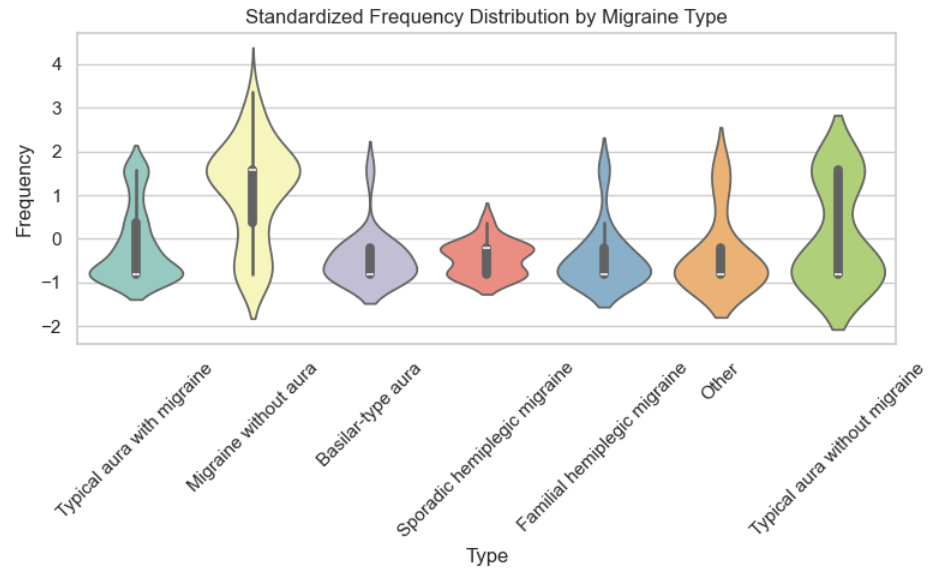 Standardized Frequency Distribution by Migraine Type
Frequency
4
3
2
1
0
−1
−2
Typical aura with migraine
Migraine without aura
Basilar-type aura
Sporadic hemiplegic migraine
Familial hemiplegic migraine
Other
Typical aura without migraine
Type